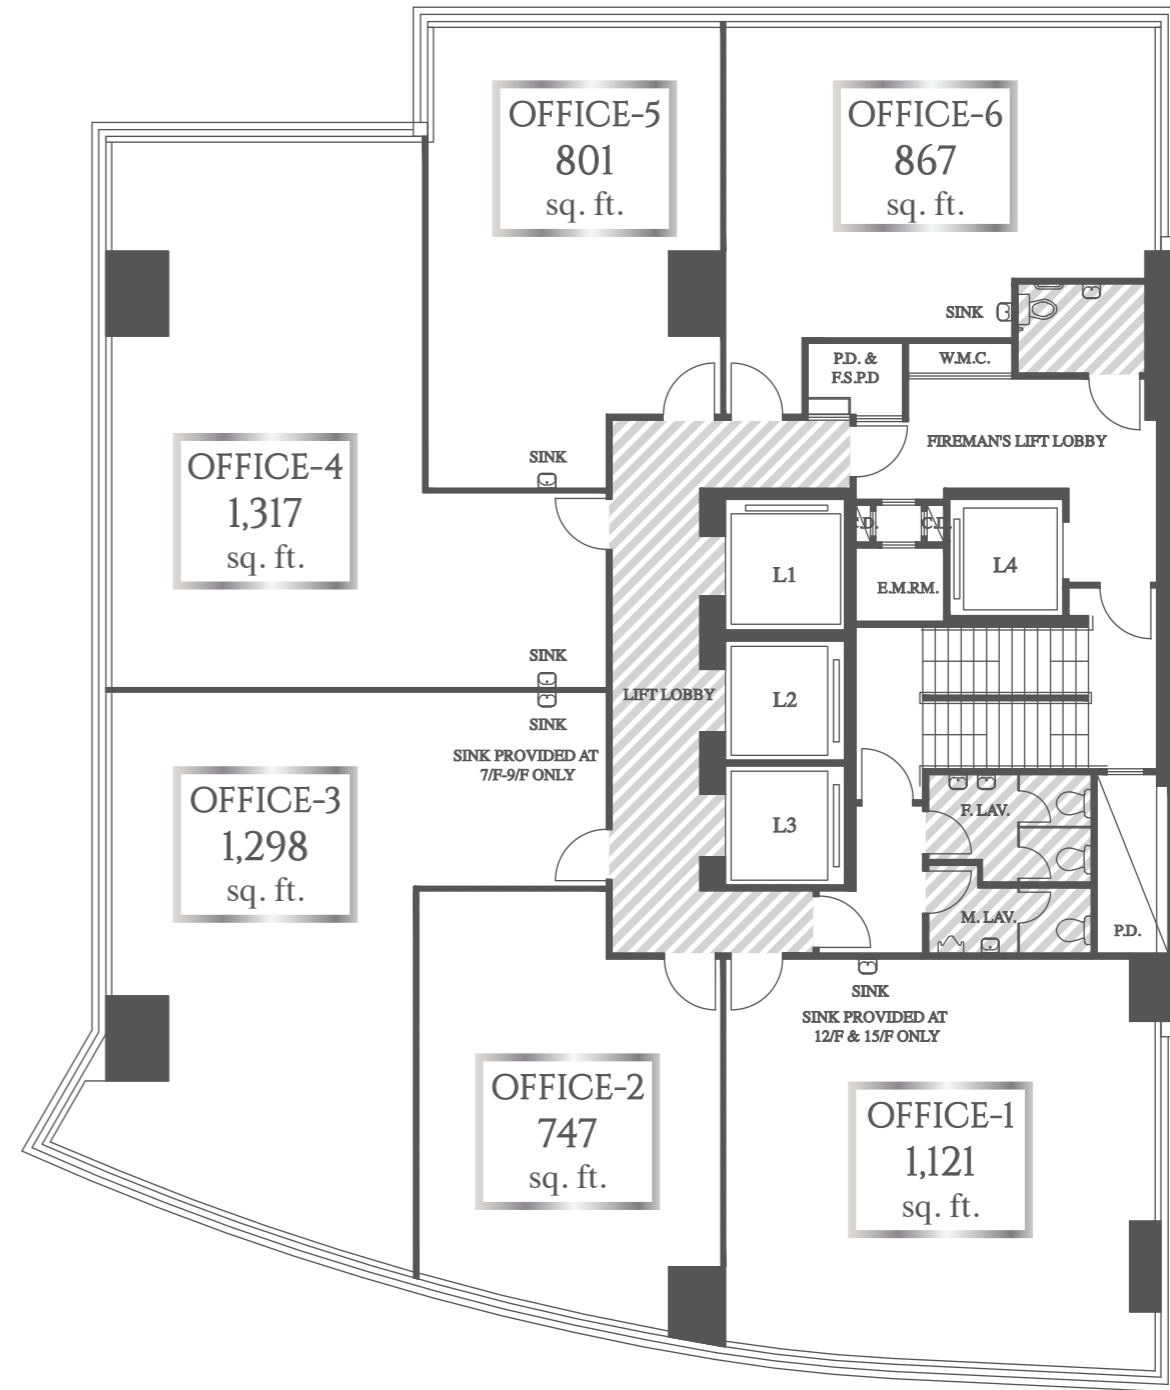 OFFICE-5
801
sq. ft.
OFFICE-6
867
sq. ft.
SINK
P.D. &
F.S.P.D
W.M.C.
FIREMAN'S LIFT LOBBY
OFFICE-4
1,317
sq. ft.
SINK
C.D.
C.D.
L1
E.M.RM.
L4
SINK
LIFT LOBBY
L2
SINK
SINK PROVIDED AT
7/F-9/F ONLY
OFFICE-3
1,298
sq. ft.
L3
F. LAV.
M. LAV.
P.D.
SINK
SINK PROVIDED AT
12/F & 15/F ONLY
OFFICE-2
747
sq. ft.
OFFICE-1
1,121
sq. ft.